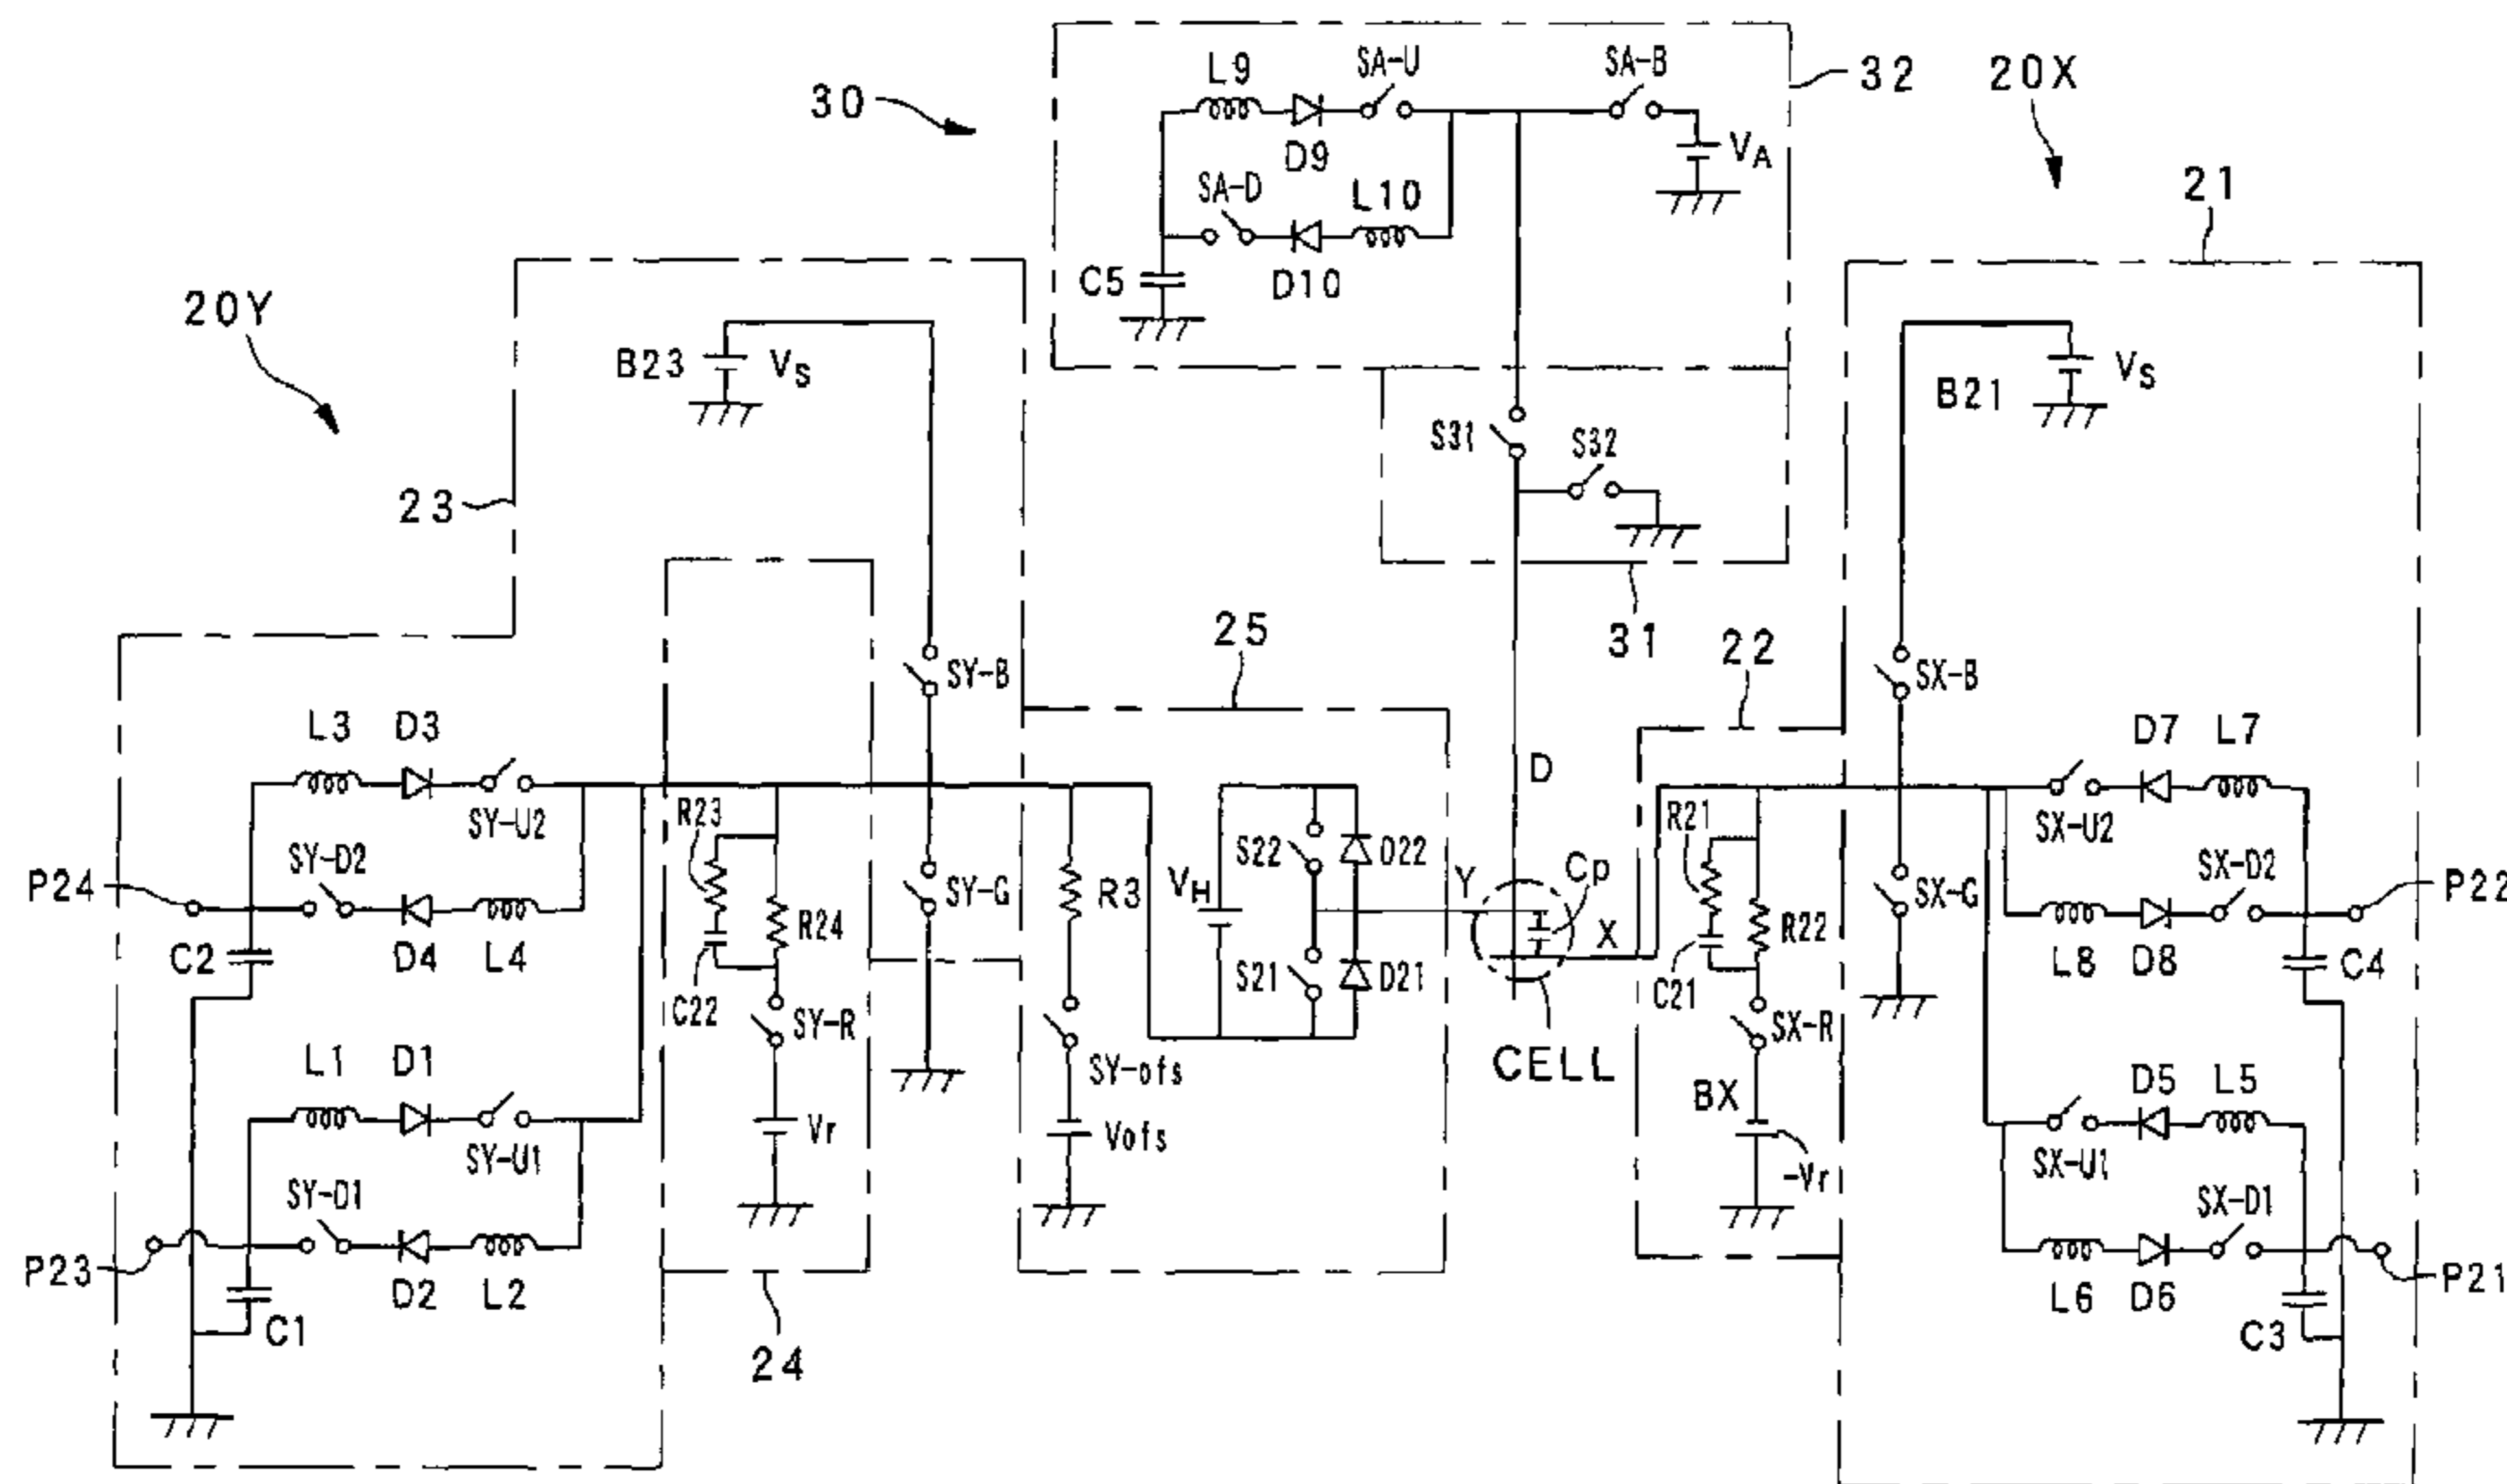 30
L9
SA-U
SA-B
32
20X
D9
VA
21
SA-D
L10
C5
D10
20Y
B23
VS
B21
VS
23
S31
S32
31
25
22
SY-B
SX-B
L3
D3
SY-U2
D7
L7
SX-U2
D
R23
R21
P24
SY-D2
C2
D4
L4
R24
C22
SY-G
R3
VH
S22
D22
Y
Cp
X
S21
D21
SX-G
SX-D2
P22
R22
C21
L8
D8
C4
SY-R
SX-R
SY-ofs
CELL
L1
D1
SY-U1
Vr
Vofs
BX
-Vr
D5
L5
SX-U1
SY-D1
SX-D1
P23
D2
L2
C1
24
L6
D6
P21
C3